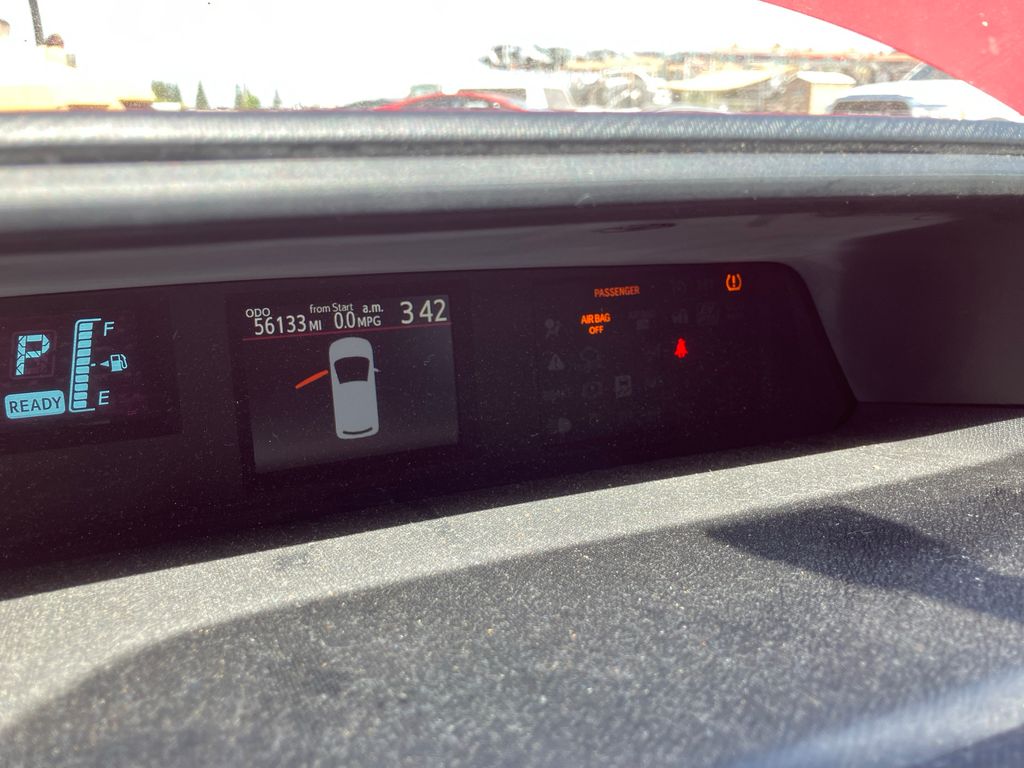 P
F
READY
E
ODO from Start a.m. 3 42
56133 MI 0.0 MPG
PASSENGER
AIR BAG
OFF